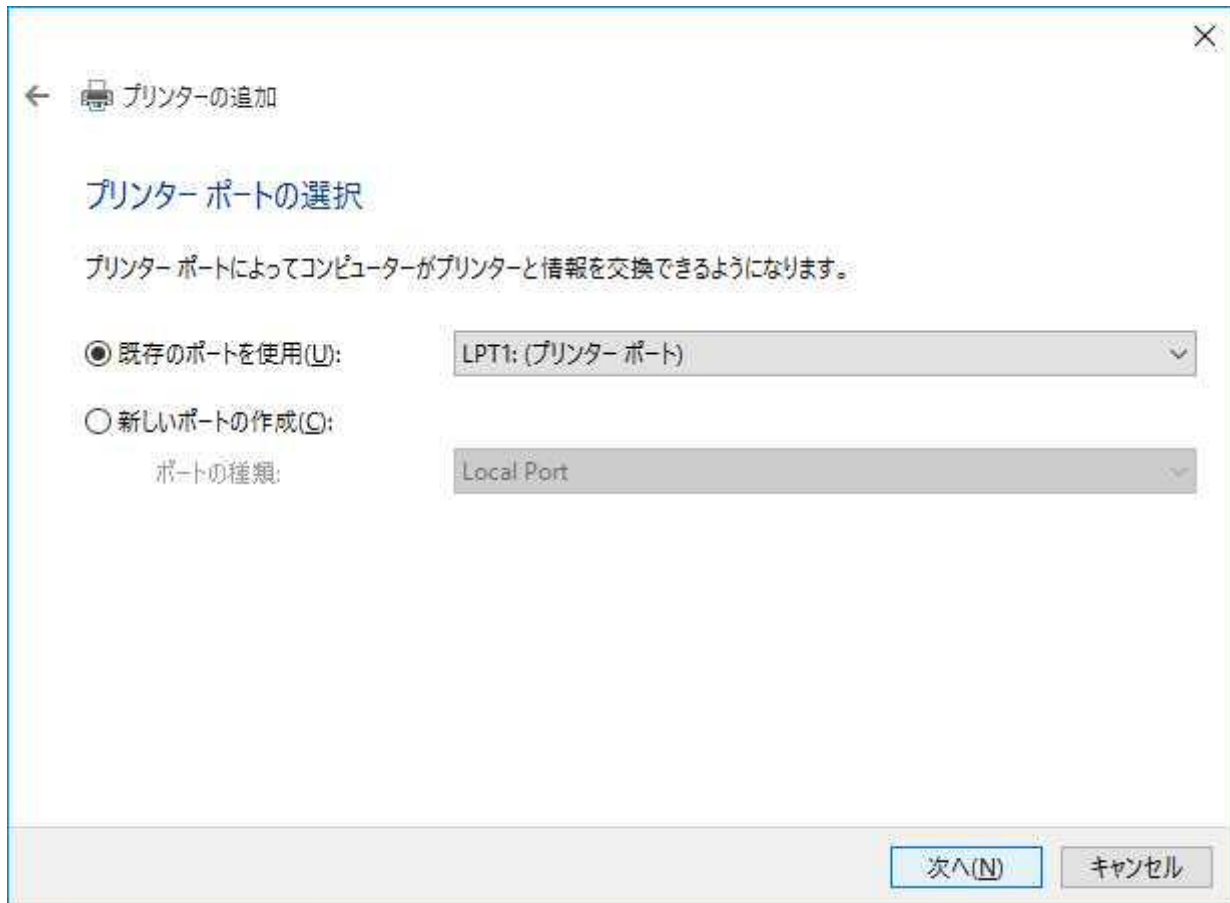 プリンターの追加
プリンター ポートの選択
プリンター ポートによってコンピューターがプリンターと情報を交換できるようになります。
既存のポートを使用(U): LPT1: (プリンター ポート)
新しいポートの作成(C):
ポートの種類: Local Port
次へ(N) キャンセル